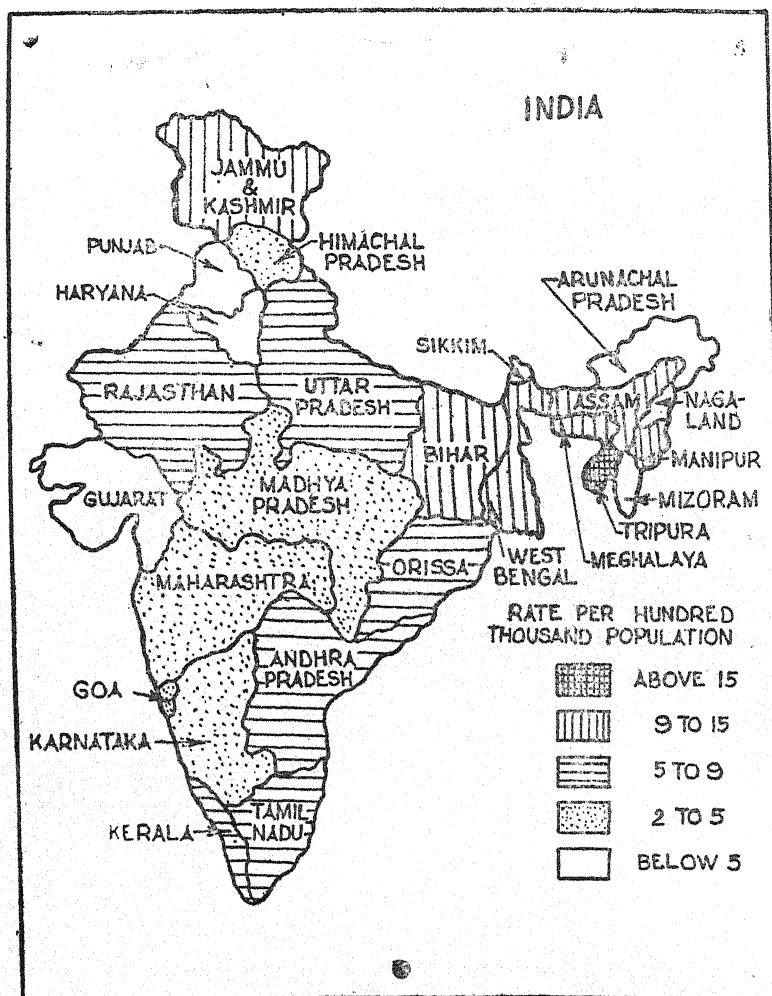 INDIA
JAMMU
&
KASHMIR
PUNJAB
HIMACHAL
PRADESH
HARYANA
ARUNACHAL
PRADESH
SIKKIM
RAJASTHAN
UTTAR
PRADESH
ASSAM
NAGA-
LAND
BIHAR
MANIPUR
GUJARAT
MADHYA
PRADESH
MIZORAM
TRIPURA
WEST
BENGAL
MEGHALAYA
ORISSA
MAHARASHTRA
RATE PER HUNDRED
THOUSAND POPULATION
ANDHRA
PRADESH
ABOVE 15
GOA
9 TO 15
KARNATAKA
5 TO 9
TAMIL
NADU
2 TO 5
KERALA
BELOW 5